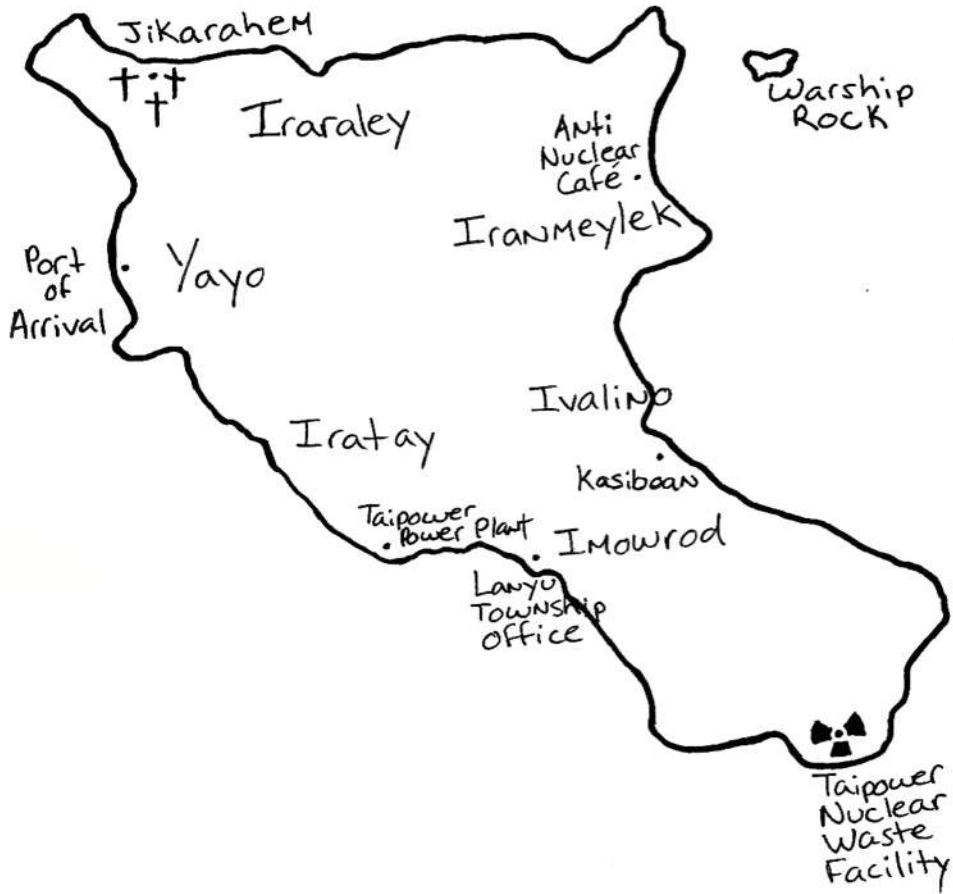 Jikarahem
Iraraley
Warship
Rock
Anti
Nuclear
Café
Iranmeylek
Port
of
Arrival
Yayo
Ivalino
Iratay
Kasiboan
Taipower
Power Plant
Imowrod
Lanyu
Township
Office
Taipower
Nuclear
Waste
Facility